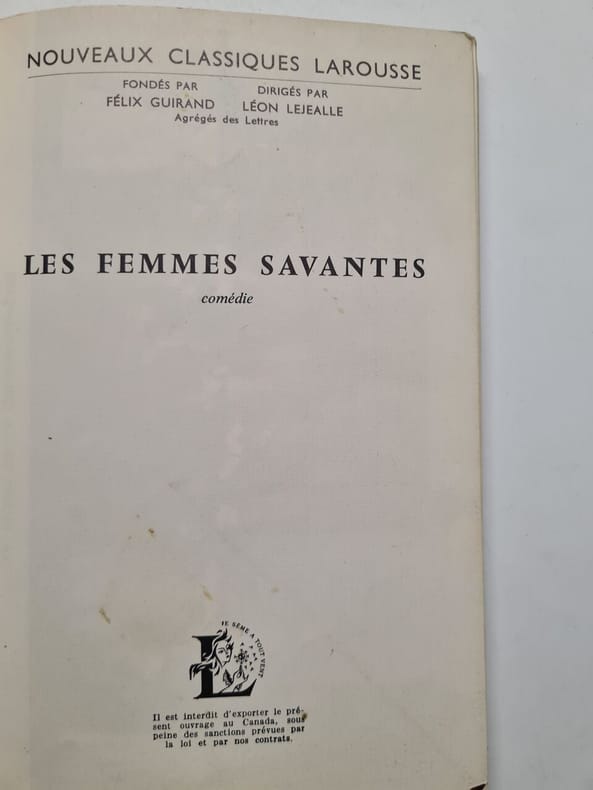 NOUVEAUX CLASSIQUES LAROUSSE
FONDÉS PAR DIRIGÉS PAR
FÉLIX GUIRAND LÉON LEJEALLE
Agrégés des Lettres
LES FEMMES SAVANTES
comédie
JE SÈME A TOUT VENT
L
Il est interdit d'exporter le pré-
sent ouvrage au Canada, sous
peine des sanctions prévues par
la loi et par nos contrats.